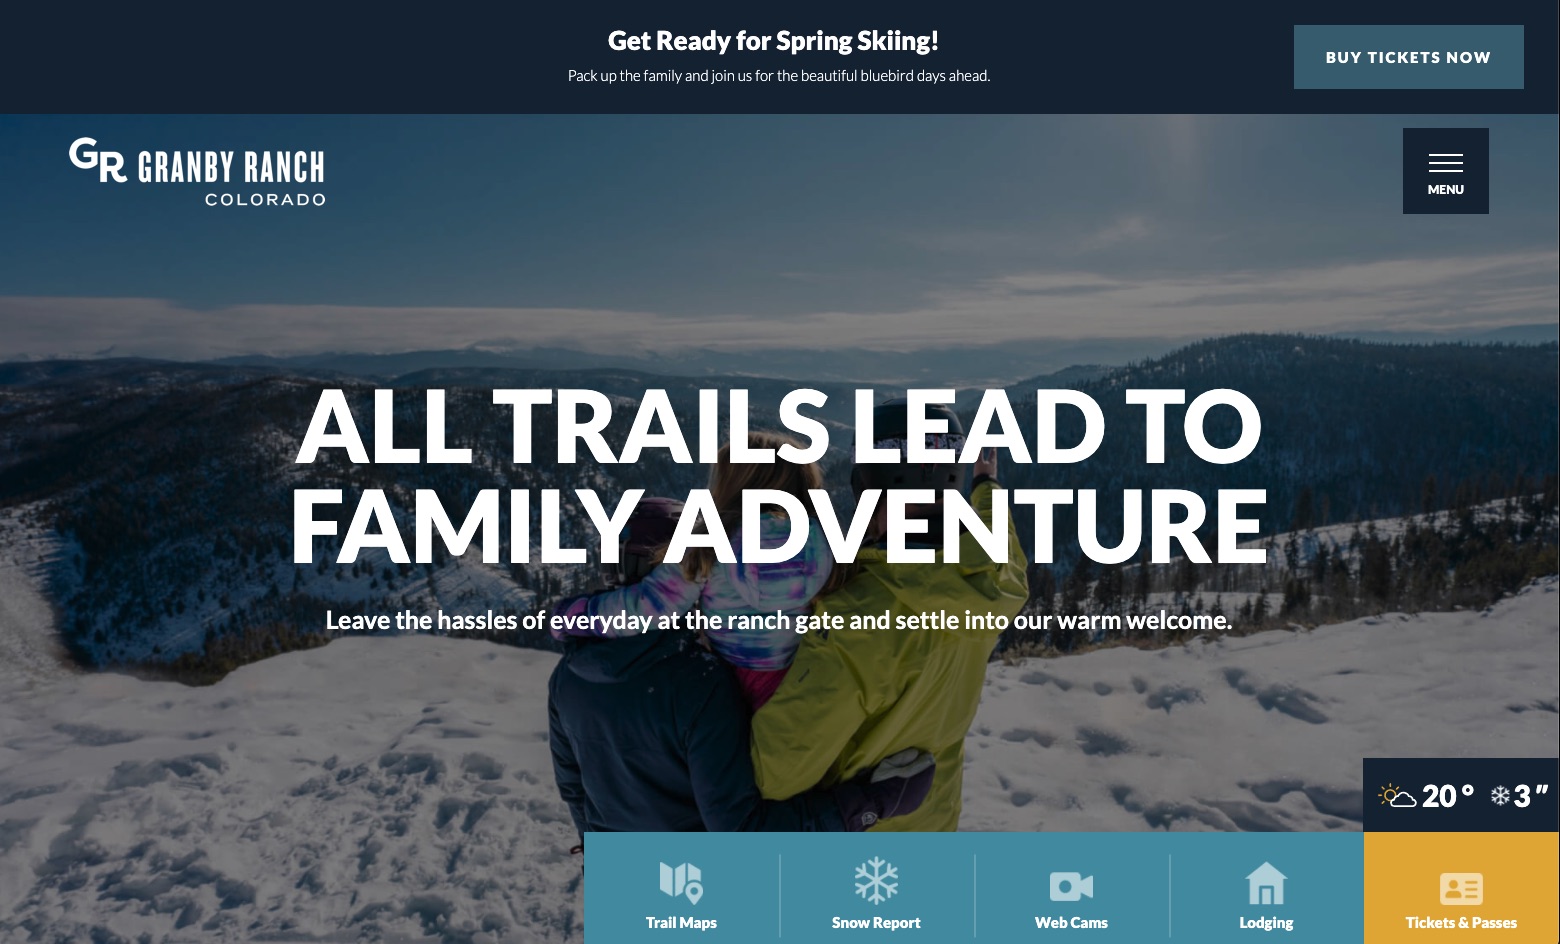 Get Ready for Spring Skiing!
Pack up the family and join us for the beautiful bluebird days ahead.
BUY TICKETS NOW
GR GRANBY RANCH
COLORADO
MENU
ALL TRAILS LEAD TO
FAMILY ADVENTURE
Leave the hassles of everyday at the ranch gate and settle into our warm welcome.
20° 3"
Trail Maps
Snow Report
Web Cams
Lodging
Tickets & Passes